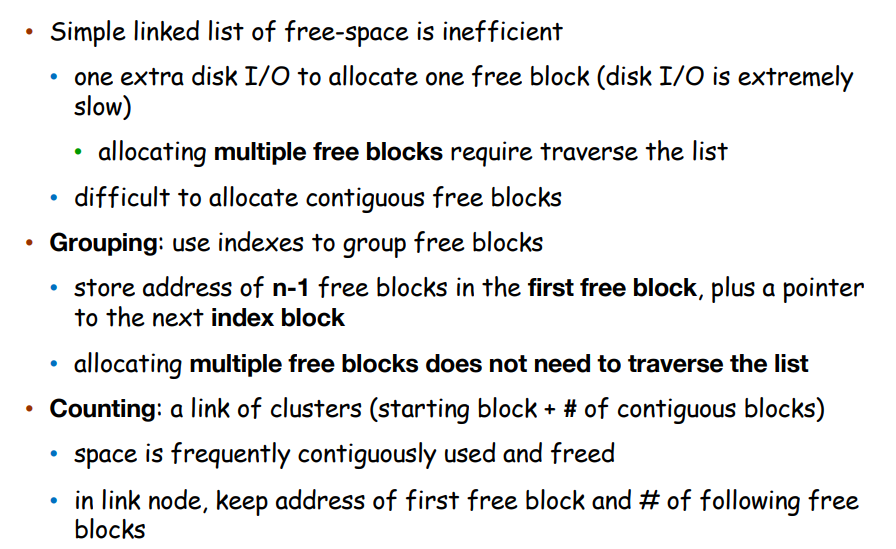 • Simple linked list of free-space is inefficient
• one extra disk I/O to allocate one free block (disk I/O is extremely
slow)
• allocating multiple free blocks require traverse the list
• difficult to allocate contiguous free blocks
• Grouping: use indexes to group free blocks
• store address of n-1 free blocks in the first free block, plus a pointer
to the next index block
• allocating multiple free blocks does not need to traverse the list
• Counting: a link of clusters (starting block + # of contiguous blocks)
• space is frequently contiguously used and freed
• in link node, keep address of first free block and # of following free
blocks